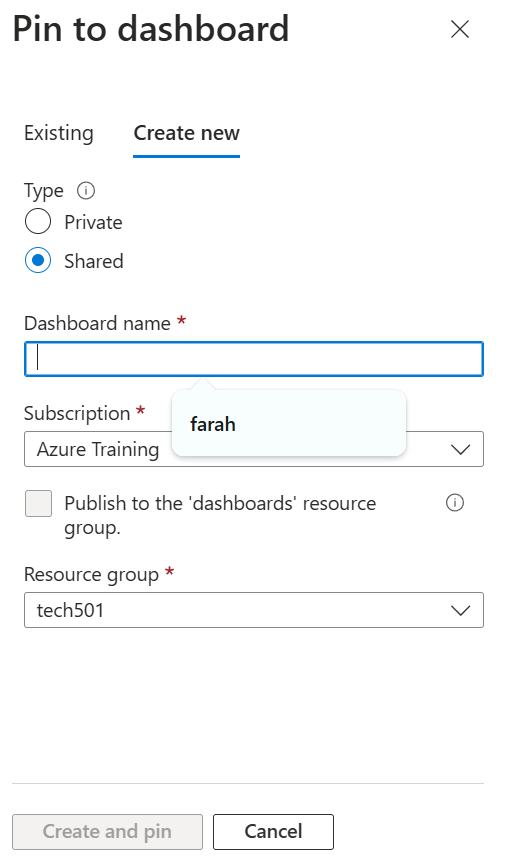 Pin to dashboard
Existing
Create new
Type
Private
Shared
Dashboard name *
farah
Subscription *
Azure Training
Publish to the 'dashboards' resource
group.
Resource group *
tech501
Create and pin
Cancel